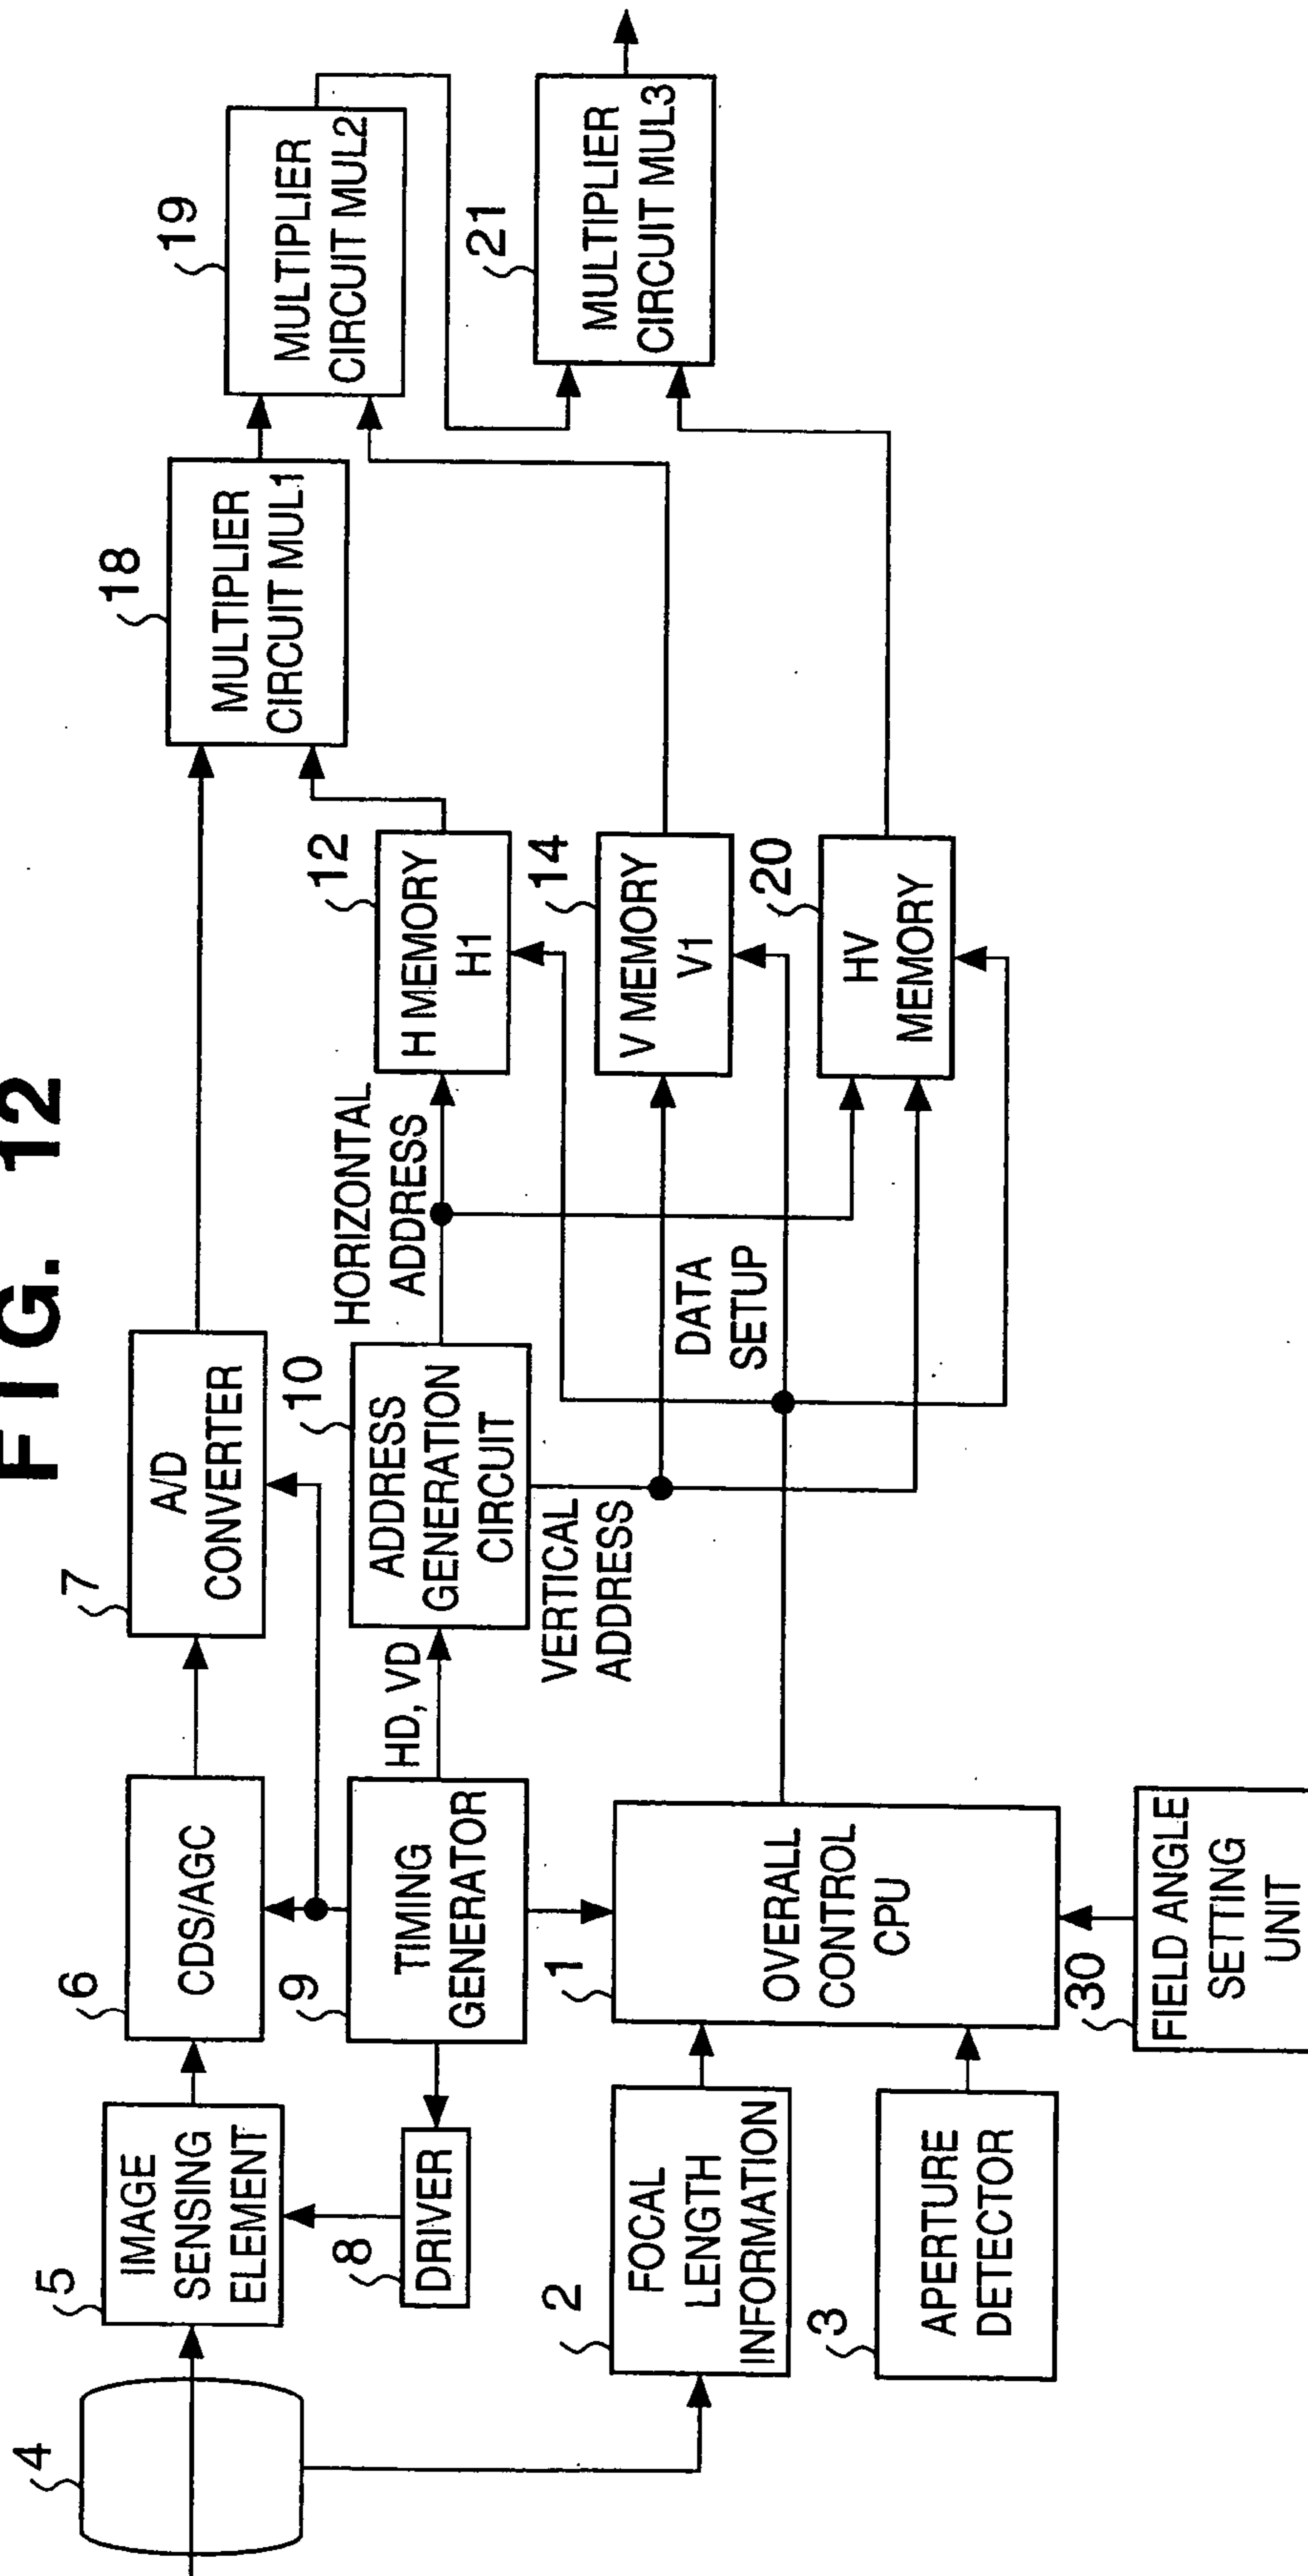 FIG. 12
4
5
IMAGE
SENSING
ELEMENT
6
CDS/AGC
7
A/D
CONVERTER
18
MULTIPLIER
CIRCUIT MUL1
19
MULTIPLIER
CIRCUIT MUL2
8
DRIVER
9
TIMING
GENERATOR
HD, VD
10
ADDRESS
GENERATION
CIRCUIT
HORIZONTAL
ADDRESS
VERTICAL
ADDRESS
12
H MEMORY
H1
14
V MEMORY
V1
20
HV
MEMORY
21
MULTIPLIER
CIRCUIT MUL3
2
FOCAL
LENGTH
INFORMATION
1
OVERALL
CONTROL
CPU
DATA
SETUP
3
APERTURE
DETECTOR
30
FIELD ANGLE
SETTING
UNIT